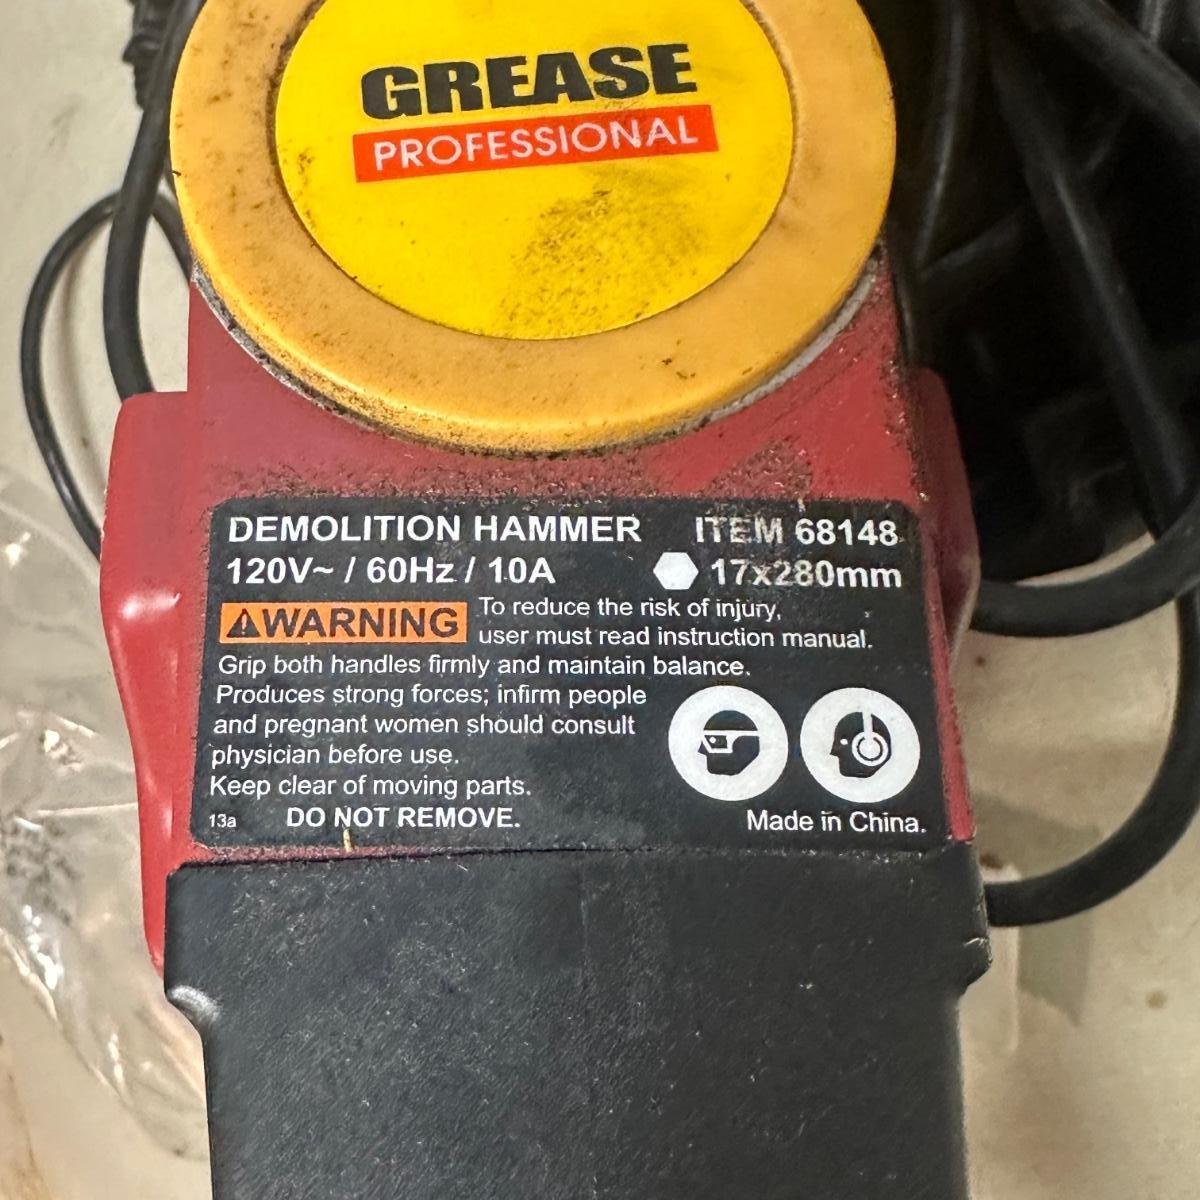 GREASE
PROFESSIONAL
DEMOLITION HAMMER ITEM 68148
120V~ / 60Hz / 10A 17x280mm
WARNING To reduce the risk of injury,
user must read instruction manual.
Grip both handles firmly and maintain balance.
Produces strong forces; infirm people
and pregnant women should consult
physician before use.
Keep clear of moving parts.
13a DO NOT REMOVE. Made in China.